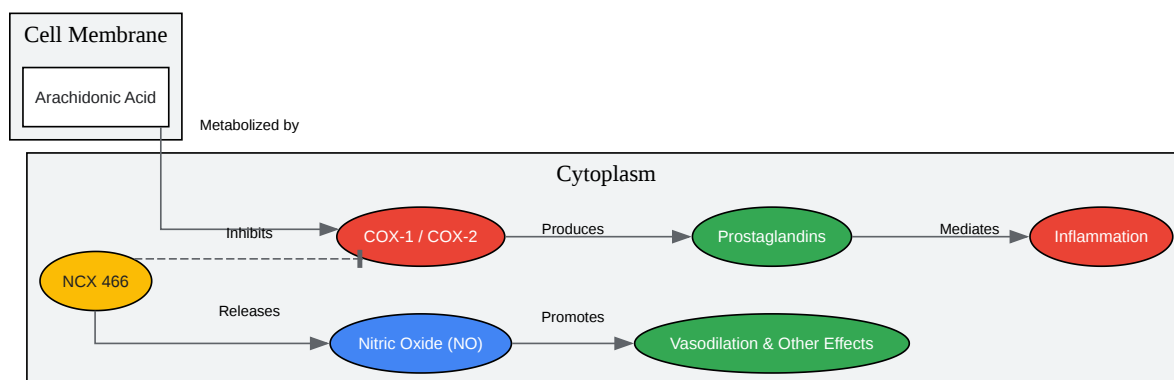 Cell Membrane
Arachidonic Acid
Metabolized by
Cytoplasm
Inhibits
COX-1 / COX-2
Produces
Prostaglandins
Mediates
Inflammation
NCX 466
Releases
Nitric Oxide (NO)
Promotes
Vasodilation & Other Effects